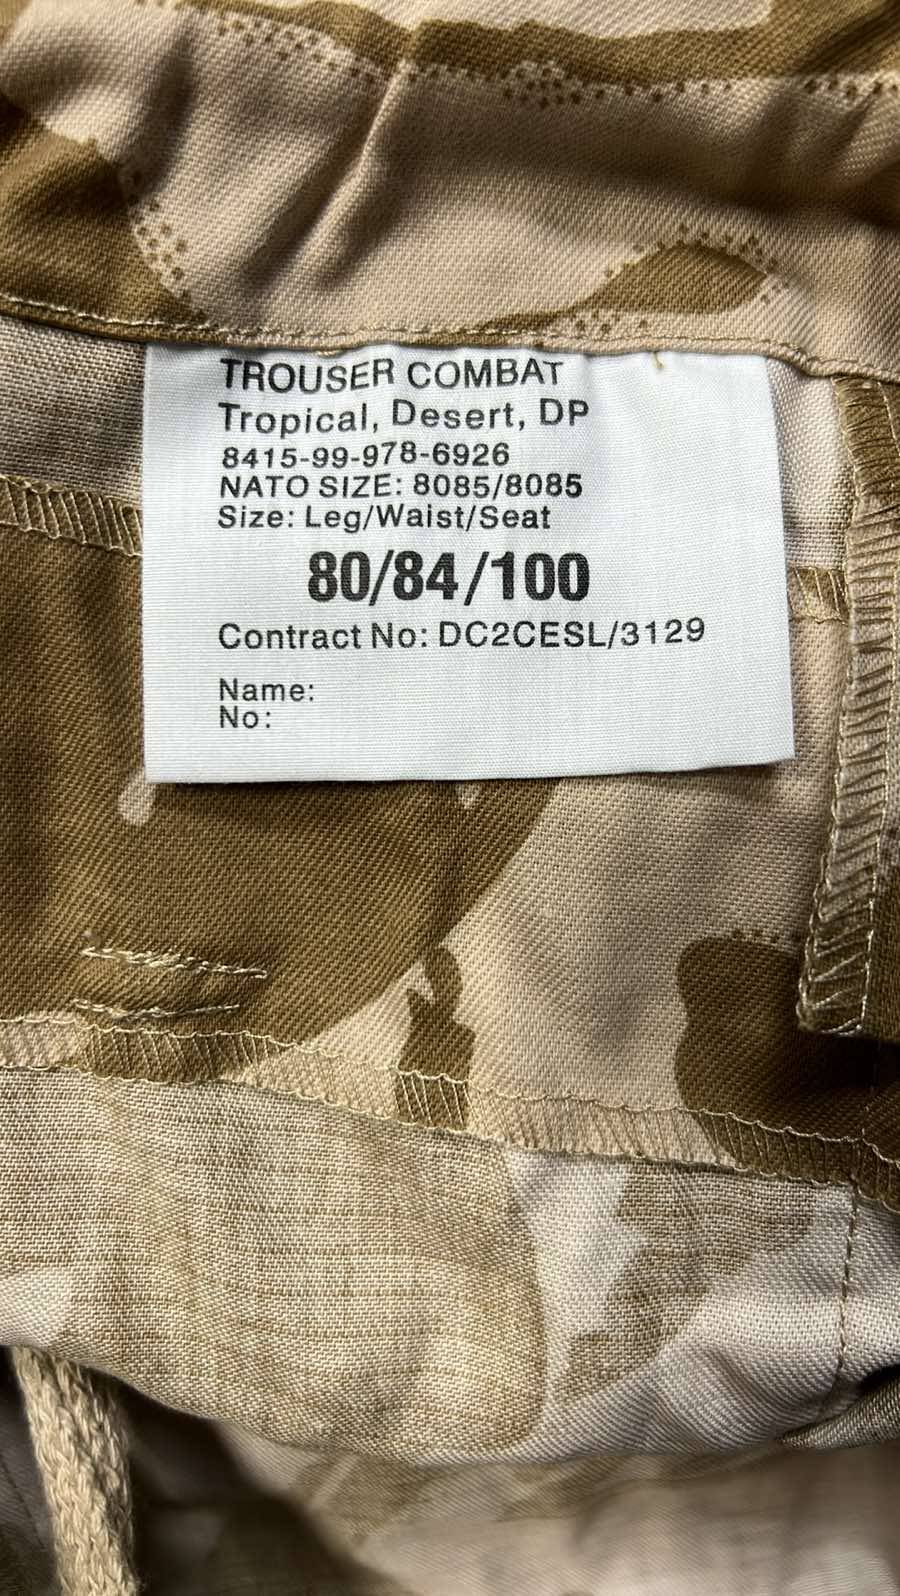 TROUSER COMBAT
Tropical, Desert, DP
8415-99-978-6926
NATO SIZE: 8085/8085
Size: Leg/Waist/Seat
80/84/100
Contract No: DC2CESL/3129
Name:
No: